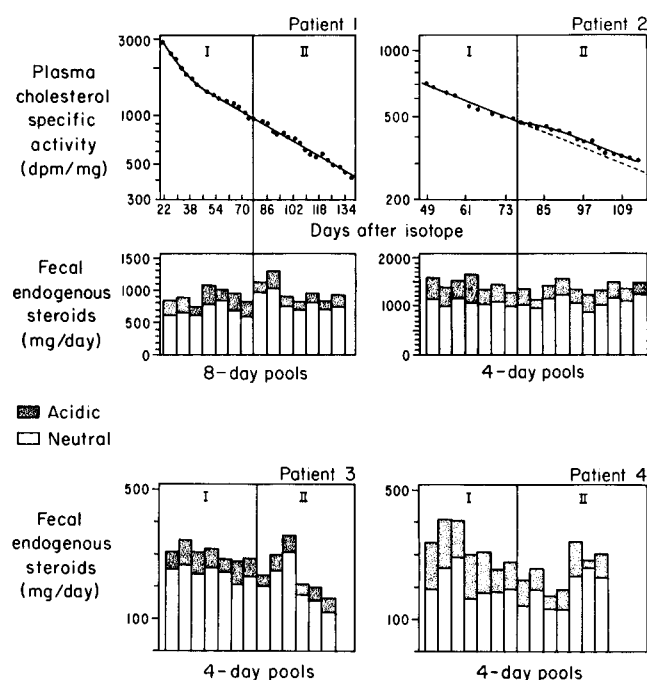 Patient 1
Patient 2
Plasma
cholesterol
specific
activity
(dpm/mg)
3000
1000
500
300
I
II
22 38 54 70 86 102 118 134
1000
500
200
I
II
49 61 73 85 97 109
Days after isotope
Fecal
endogenous
steroids
(mg/day)
1500
1000
500
0
8-day pools
2000
1000
0
4-day pools
Acidic
Neutral
Patient 3
Patient 4
Fecal
endogenous
steroids
(mg/day)
500
100
I
II
4-day pools
500
100
I
II
4-day pools